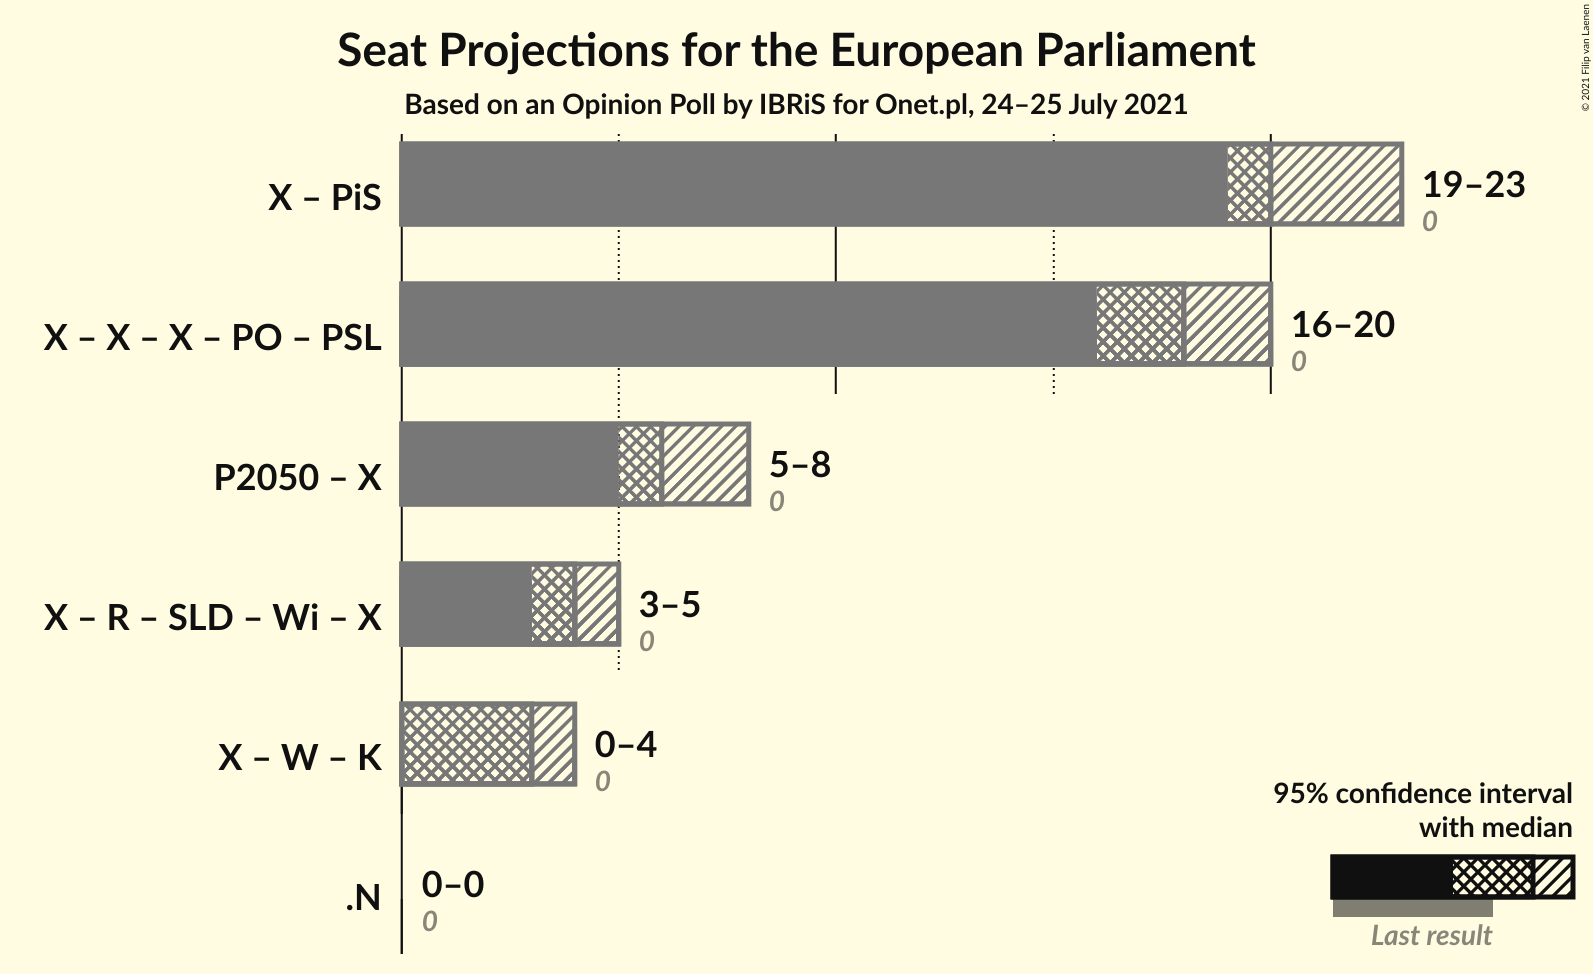 Seat Projections for the European Parliament
Based on an Opinion Poll by IBRiS for Onet.pl, 24–25 July 2021
© 2021 Filip van Laenen
X – PiS
19–23
0
X – X – X – PO – PSL
16–20
0
P2050 – X
5–8
0
X – R – SLD – Wi – X
3–5
0
X – W – K
0–4
0
.N
0–0
0
95% confidence interval
with median
Last result